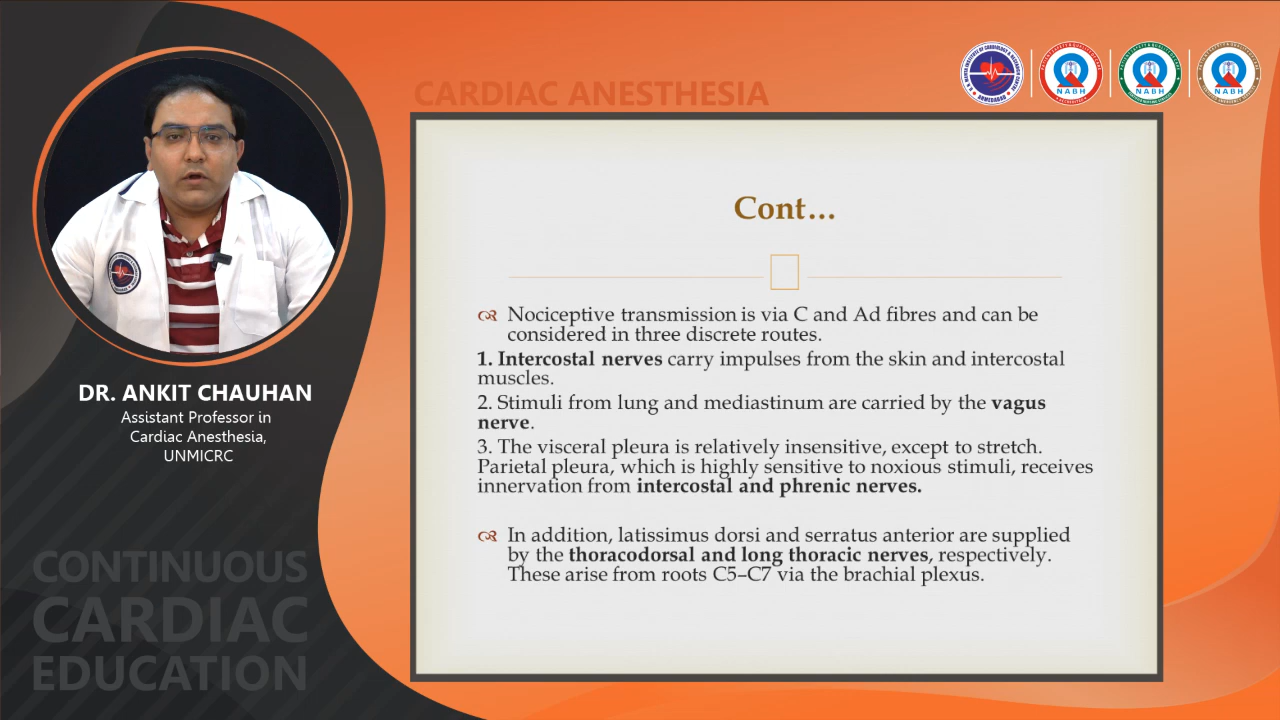 CARDIAC ANESTHESIA
NABH
NABH
NABH
Cont…
Nociceptive transmission is via C and Ad fibres and can be
considered in three discrete routes.
1. Intercostal nerves carry impulses from the skin and intercostal
muscles.
2. Stimuli from lung and mediastinum are carried by the vagus
nerve.
3. The visceral pleura is relatively insensitive, except to stretch.
Parietal pleura, which is highly sensitive to noxious stimuli, receives
innervation from intercostal and phrenic nerves.
In addition, latissimus dorsi and serratus anterior are supplied
by the thoracodorsal and long thoracic nerves, respectively.
These arise from roots C5–C7 via the brachial plexus.
DR. ANKIT CHAUHAN
Assistant Professor in
Cardiac Anesthesia,
UNMICRC
CONTINUOUS
CARDIAC
EDUCATION